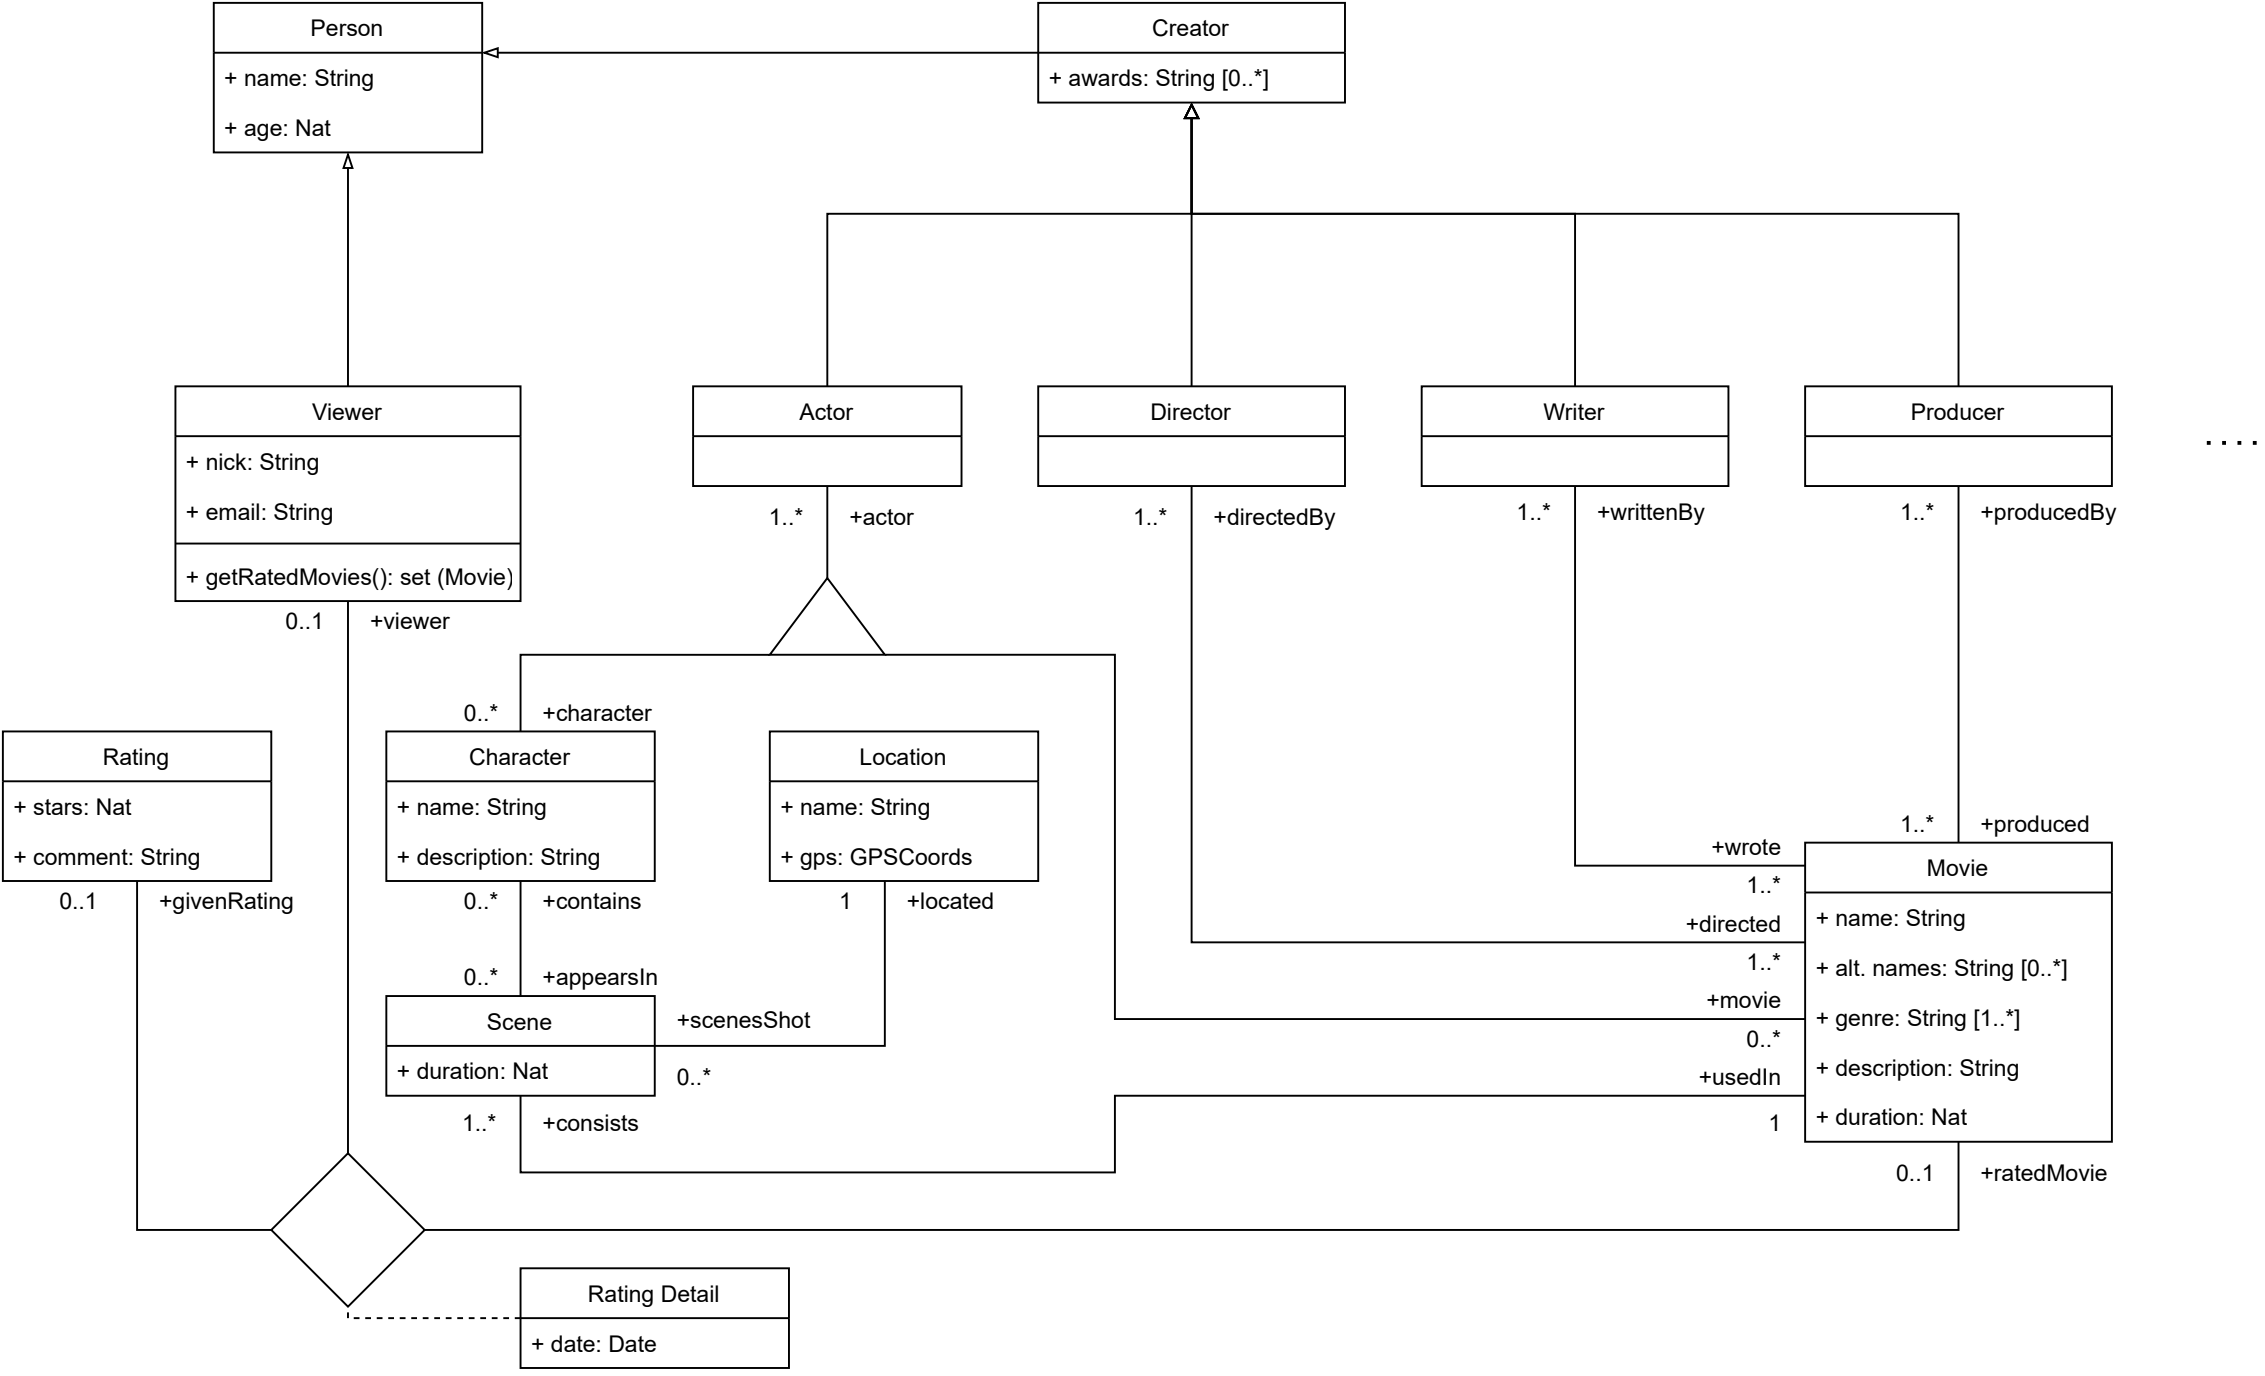 Person
+ name: String
+ age: Nat
Creator
+ awards: String [0..*]
Viewer
+ nick: String
+ email: String
+ getRatedMovies(): set (Movie)
0..1
+viewer
Actor
1..*
+actor
Director
1..*
+directedBy
Writer
1..*
+writtenBy
Producer
1..*
+producedBy
....
0..*
+character
Rating
+ stars: Nat
+ comment: String
0..1
+givenRating
Character
+ name: String
+ description: String
0..*
+contains
Location
+ name: String
+ gps: GPSCoords
1
+located
0..*
+appearsIn
Scene
+ duration: Nat
+scenesShot
0..*
1..*
+consists
1..*
+produced
+wrote
1..*
+directed
1..*
+movie
0..*
+usedIn
1
Movie
+ name: String
+ alt. names: String [0..*]
+ genre: String [1..*]
+ description: String
+ duration: Nat
0..1
+ratedMovie
Rating Detail
+ date: Date